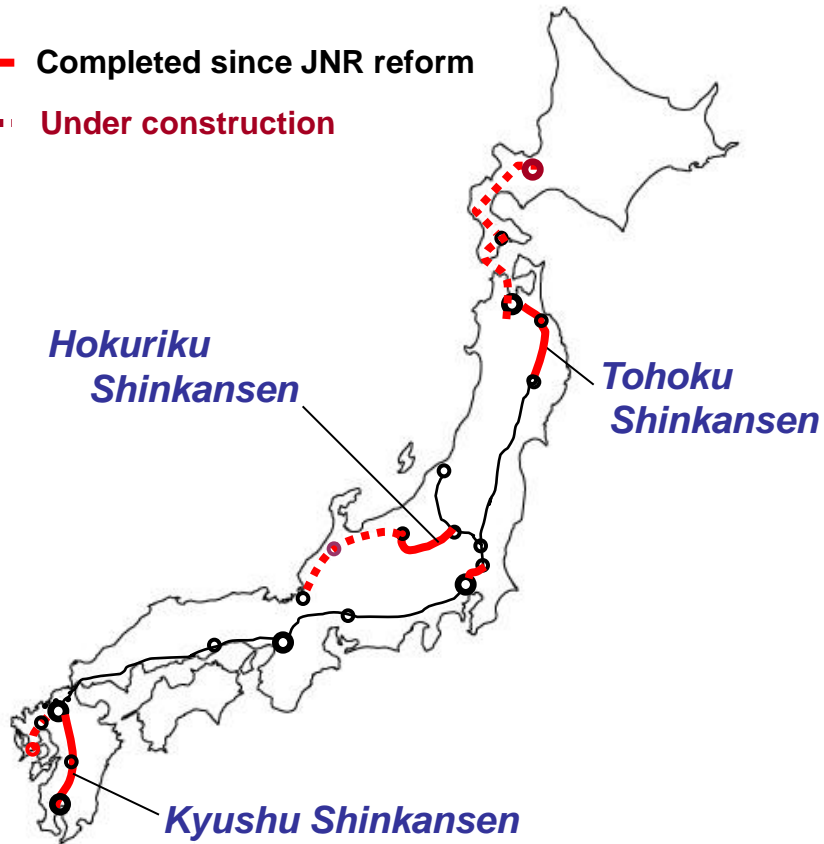 Completed since JNR reform
Under construction
Hokuriku
Shinkansen
Tohoku
Shinkansen
Kyushu Shinkansen